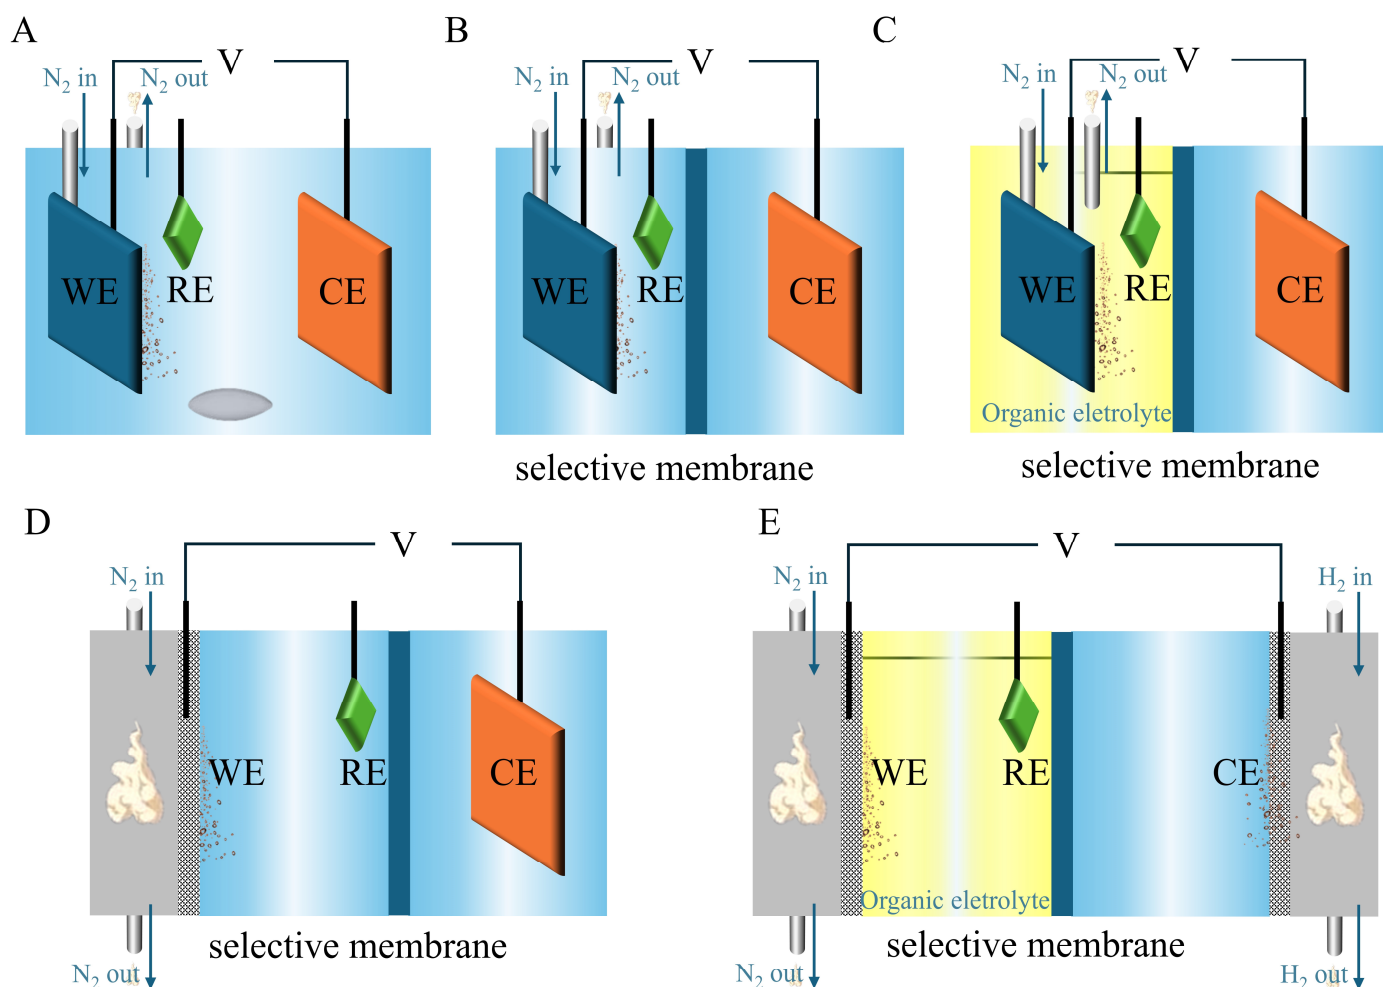 A
B
C
V
V
V
N₂ in
N₂ out
N₂ in
N₂ out
N₂ in
N₂ out
WE
RE
CE
WE
RE
CE
WE
RE
CE
Organic eletrolyte
selective membrane
selective membrane
D
E
V
V
N₂ in
N₂ in
H₂ in
WE
RE
CE
WE
RE
CE
Organic eletrolyte
selective membrane
selective membrane
N₂ out
N₂ out
H₂ out